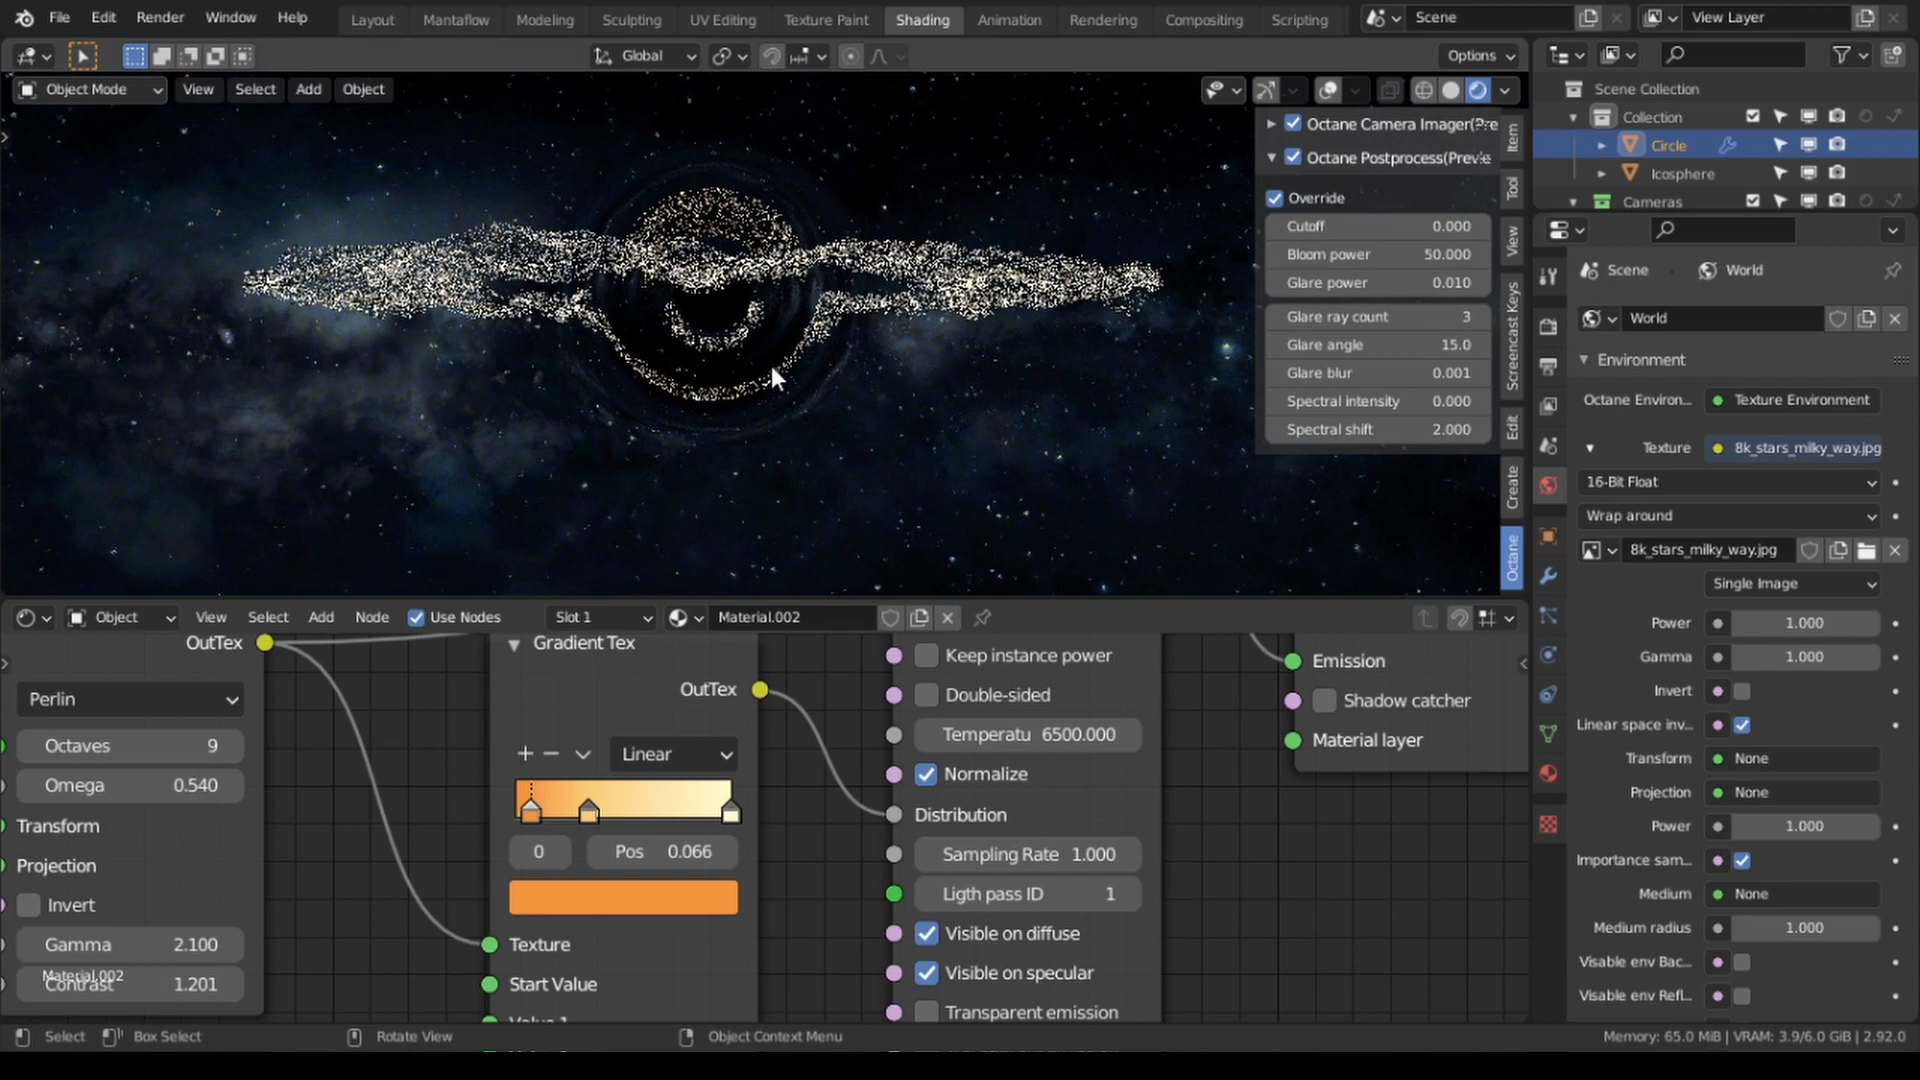 File Edit Render Window Help Layout Mantaflow Modeling Sculpting UV Editing Texture Paint Shading Animation Rendering Compositing Scripting Scene View Layer
Global Options
Object Mode View Select Add Object
Octane Camera Imager(Pre
Octane Postprocess(Previe
Override
Cutoff 0.000
Bloom power 50.000
Glare power 0.010
Glare ray count 3
Glare angle 15.0
Glare blur 0.001
Spectral intensity 0.000
Spectral shift 2.000
Item
Tool
View
Screencast Keys
Edit
Create
Octane
Scene Collection
Collection
Circle
Icosphere
Cameras
Scene World
World
Environment
Octane Environ... Texture Environment
Texture 8k_stars_milky_way.jpg
16-Bit Float
Wrap around
8k_stars_milky_way.jpg
Single Image
Power 1.000
Gamma 1.000
Invert
Linear space inv...
Transform None
Projection None
Power 1.000
Importance sam...
Medium None
Medium radius 1.000
Visable env Bac...
Visable env Refl...
Object View Select Add Node Use Nodes Slot 1 Material.002
OutTex
Perlin
Octaves 9
Omega 0.540
Transform
Projection
Invert
Gamma 2.100
Material.002
Contrast 1.201
Gradient Tex
OutTex
Linear
0 Pos 0.066
Texture
Start Value
Value 1
Keep instance power
Double-sided
Temperatu 6500.000
Normalize
Distribution
Sampling Rate 1.000
Ligth pass ID 1
Visible on diffuse
Visible on specular
Transparent emission
Emission
Shadow catcher
Material layer
Select Box Select Rotate View Object Context Menu Memory: 65.0 MiB | VRAM: 3.9/6.0 GiB | 2.92.0